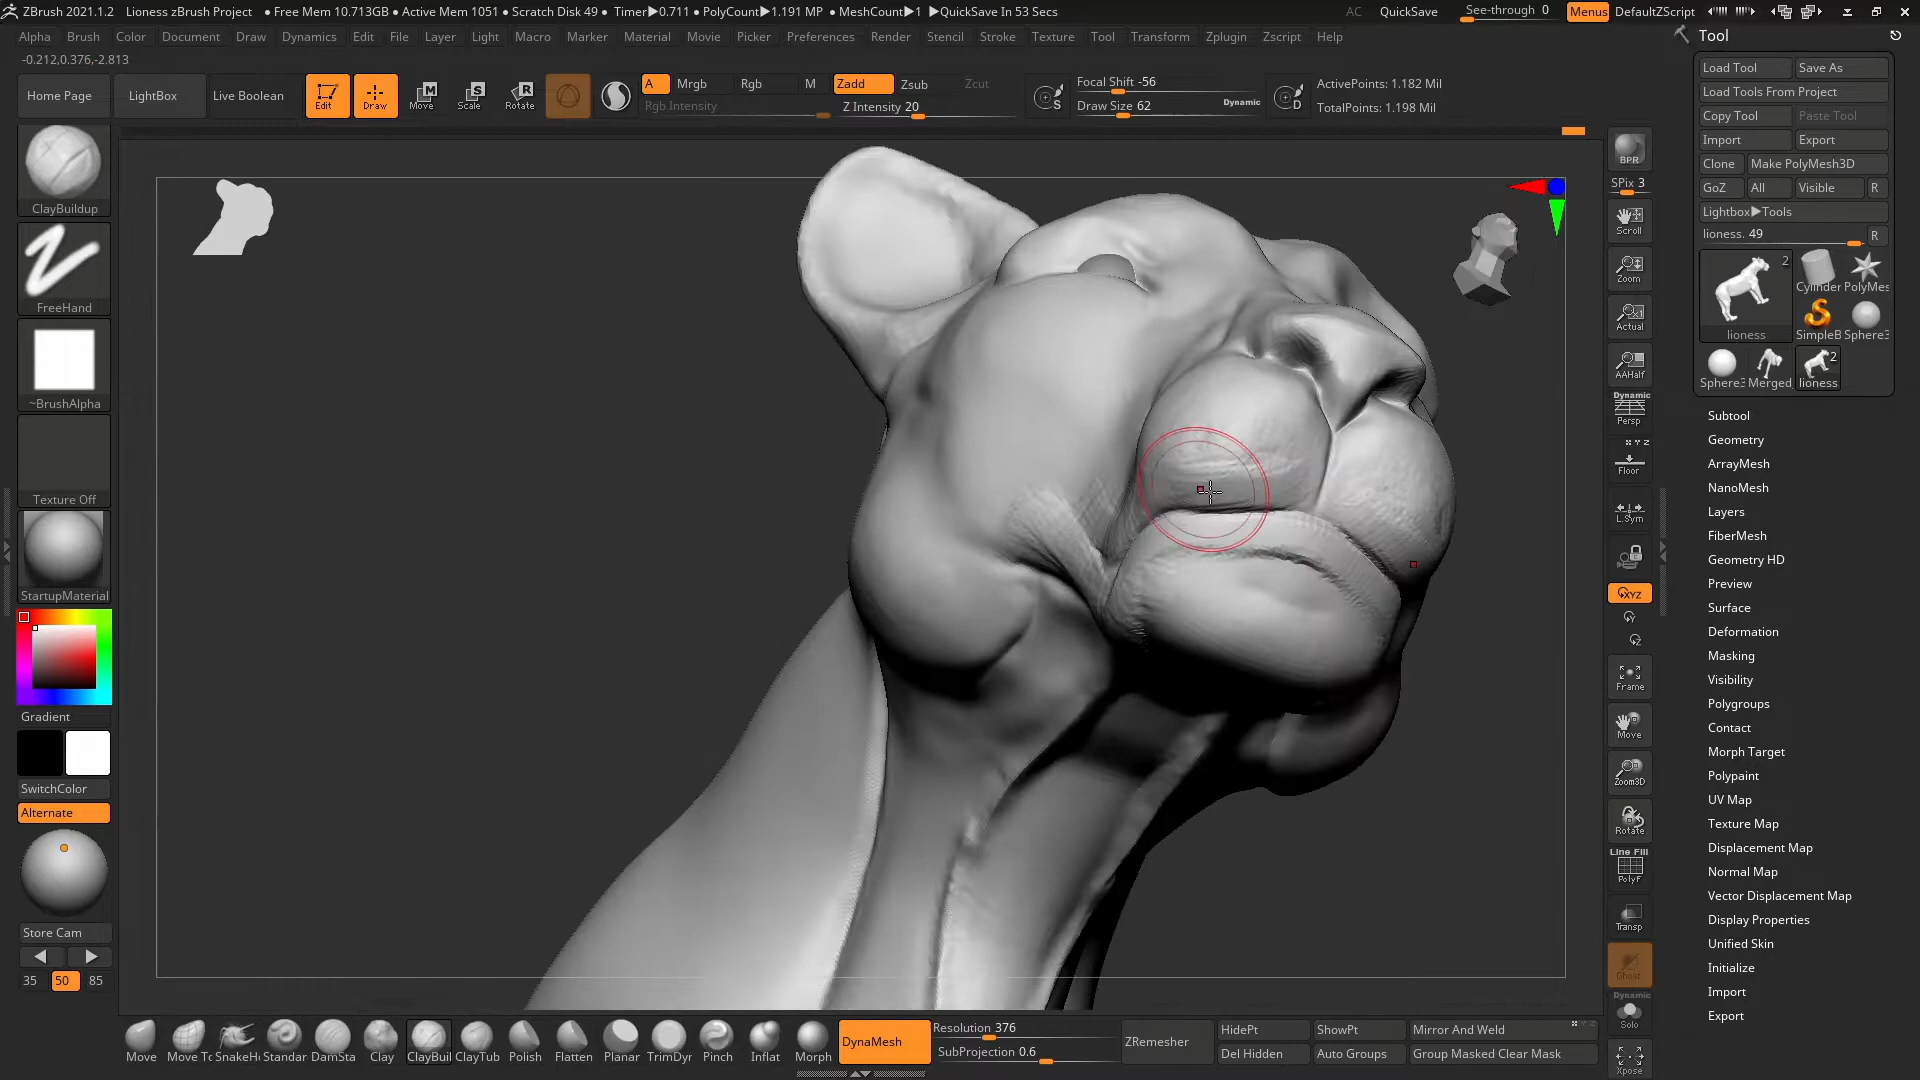 ZBrush 2021.1.2 Lioness zBrush Project ● Free Mem 10.713GB ● Active Mem 1051 ● Scratch Disk 49 ● Timer▶0.711 ● PolyCount▶1.191 MP ● MeshCount▶1 ▶QuickSave In 53 Secs AC QuickSave See-through 0 Menus DefaultZScript
Alpha Brush Color Document Draw Dynamics Edit File Layer Light Macro Marker Material Movie Picker Preferences Render Stencil Stroke Texture Tool Transform Zplugin Zscript Help
-0.212,0.376,-2.813
Home Page LightBox Live Boolean Edit Draw Move Scale Rotate
A Mrgb Rgb M Zadd Zsub Zcut
Rgb Intensity Z Intensity 20
Focal Shift -56
Draw Size 62 Dynamic
ActivePoints: 1.182 Mil
TotalPoints: 1.198 Mil
ClayBuildup
FreeHand
~BrushAlpha
Texture Off
StartupMaterial
Gradient
SwitchColor
Alternate
Store Cam
35 50 85
BPR
SPix 3
Scroll
Zoom
Actual
AAHalf
Dynamic
Persp
X Y Z
Floor
L.Sym
XYZ
Y
Z
Frame
Move
Zoom3D
Rotate
Line Fill
PolyF
Transp
Ghost
Dynamic
Solo
Xpose
Tool
Load Tool Save As
Load Tools From Project
Copy Tool Paste Tool
Import Export
Clone Make PolyMesh3D
GoZ All Visible R
Lightbox▶Tools
lioness. 49 R
2
Cylinder PolyMes
lioness SimpleB Sphere3
2
Sphere3 Merged lioness
Subtool
Geometry
ArrayMesh
NanoMesh
Layers
FiberMesh
Geometry HD
Preview
Surface
Deformation
Masking
Visibility
Polygroups
Contact
Morph Target
Polypaint
UV Map
Texture Map
Displacement Map
Normal Map
Vector Displacement Map
Display Properties
Unified Skin
Initialize
Import
Export
Move Move To SnakeH Standar DamSta Clay ClayBuil ClayTub Polish Flatten Planar TrimDyr Pinch Inflat Morph
DynaMesh
Resolution 376
SubProjection 0.6
ZRemesher
HidePt ShowPt Mirror And Weld
Del Hidden Auto Groups Group Masked Clear Mask